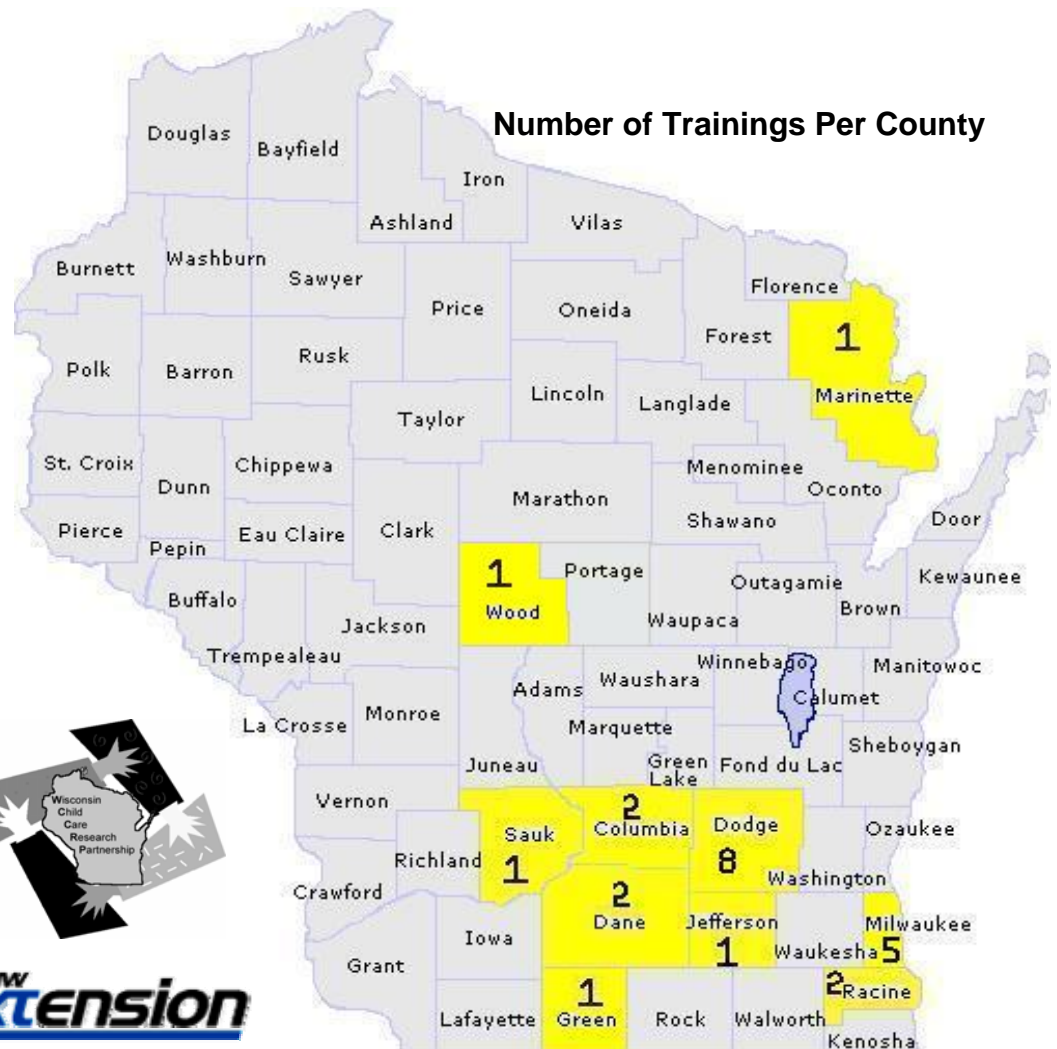 Number of Trainings Per County
Douglas
Bayfield
Iron
Ashland
Vilas
Burnett
Washburn
Sawyer
Florence
Price
Oneida
Forest
1
Marinette
Polk
Barron
Rusk
Lincoln
Langlade
Taylor
St. Croix
Dunn
Chippewa
Menominee
Oconto
Marathon
Pierce
Eau Claire
Clark
Shawano
Door
Pepin
1
Wood
Portage
Outagamie
Kewaunee
Buffalo
Jackson
Waupaca
Brown
Trempealeau
Winnebago
Manitowoc
Adams
Waushara
Calumet
La Crosse
Monroe
Marquette
Juneau
Green
Lake
Fond du Lac
Sheboygan
Wisconsin
Child
Care
Research
Partnership
Vernon
Sauk
1
2
Columbia
Dodge
8
Ozaukee
Richland
Washington
Crawford
2
Dane
Jefferson
1
Milwaukee
5
Waukesha
Iowa
Grant
2
Racine
1
Green
Lafayette
Rock
Walworth
Kenosha